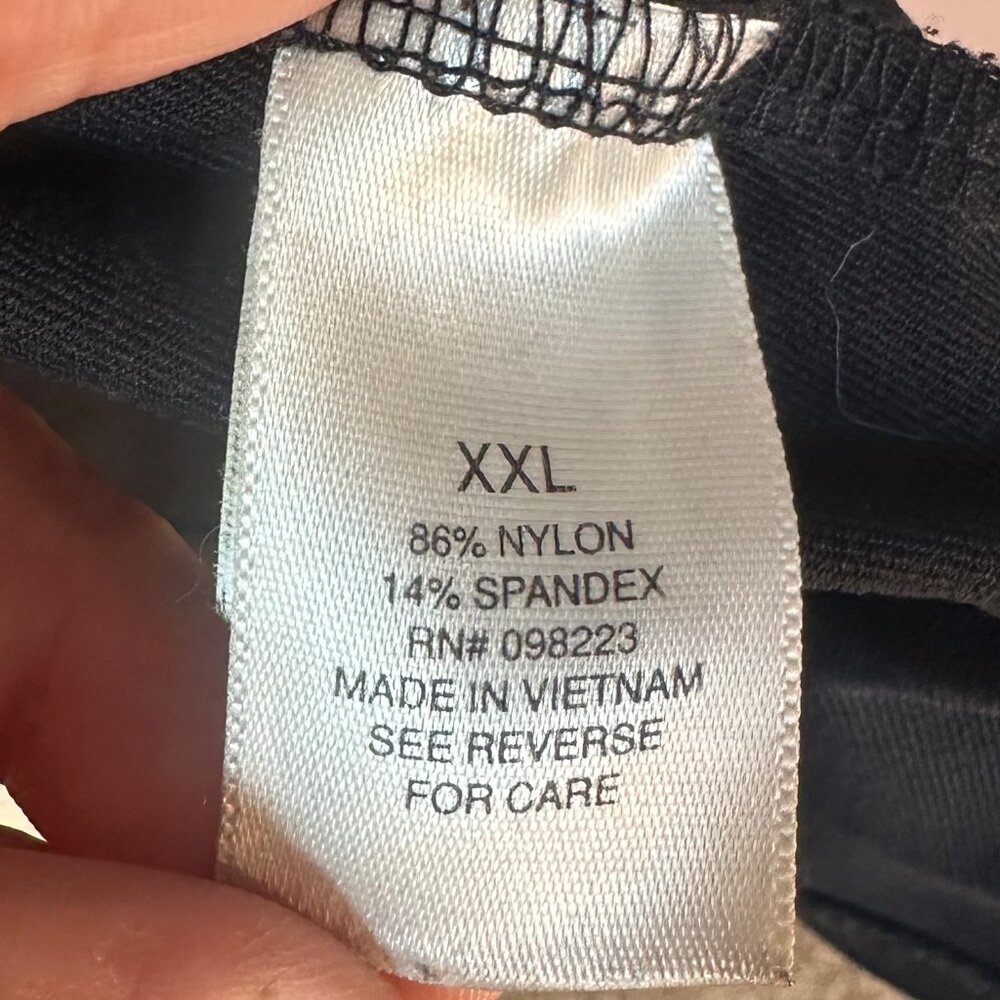 XXL
86% NYLON
14% SPANDEX
RN# 098223
MADE IN VIETNAM
SEE REVERSE
FOR CARE